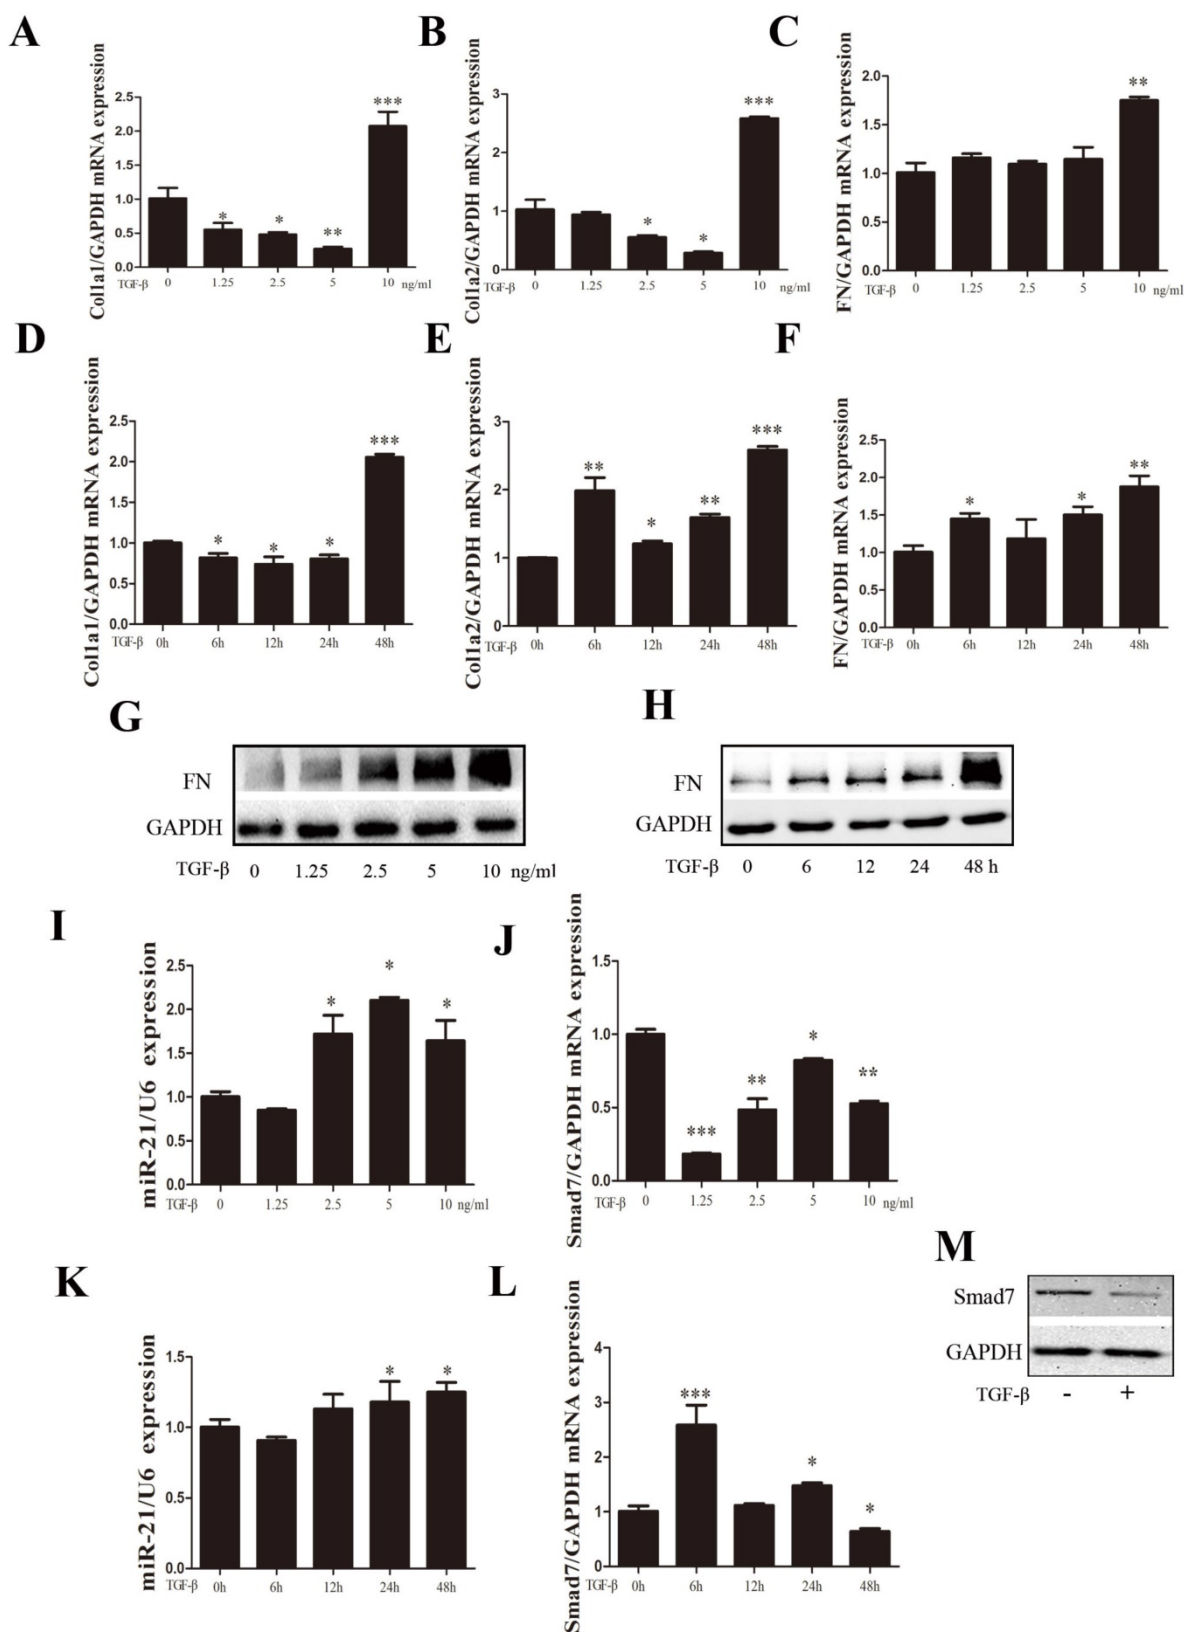 A
Col1a1/GAPDH mRNA expression
2.5
2.0
1.5
1.0
0.5
0.0
* * ** ***
TGF-β 0 1.25 2.5 5 10 ng/ml
B
Col1a2/GAPDH mRNA expression
3
2
1
0
* * ***
TGF-β 0 1.25 2.5 5 10 ng/ml
C
FN/GAPDH mRNA expression
2.0
1.5
1.0
0.5
0.0
**
TGF-β 0 1.25 2.5 5 10 ng/ml
D
Col1a1/GAPDH mRNA expression
2.5
2.0
1.5
1.0
0.5
0.0
* * * ***
TGF-β 0h 6h 12h 24h 48h
E
Col1a2/GAPDH mRNA expression
3
2
1
0
** * ** ***
TGF-β 0h 6h 12h 24h 48h
F
FN/GAPDH mRNA expression
2.5
2.0
1.5
1.0
0.5
0.0
* * **
TGF-β 0h 6h 12h 24h 48h
G
FN
GAPDH
TGF-β 0 1.25 2.5 5 10 ng/ml
H
FN
GAPDH
TGF-β 0 6 12 24 48 h
I
miR-21/U6 expression
2.5
2.0
1.5
1.0
0.5
0.0
* * *
TGF-β 0 1.25 2.5 5 10 ng/ml
J
Smad7/GAPDH mRNA expression
1.5
1.0
0.5
0.0
*** ** * **
TGF-β 0 1.25 2.5 5 10 ng/ml
K
miR-21/U6 expression
1.5
1.0
0.5
0.0
* *
TGF-β 0h 6h 12h 24h 48h
L
Smad7/GAPDH mRNA expression
4
3
2
1
0
*** * *
TGF-β 0h 6h 12h 24h 48h
M
Smad7
GAPDH
TGF-β - +